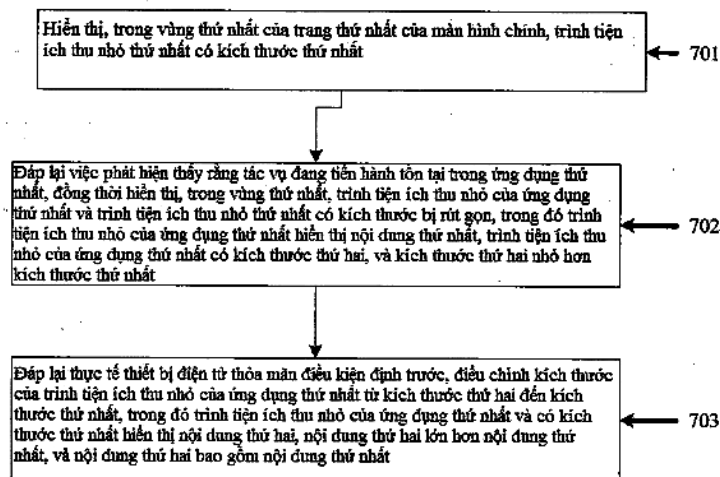 Hiển thị, trong vùng thứ nhất của trang thứ nhất của màn hình chính, trình tiện
ích thu nhỏ thứ nhất có kích thước thứ nhất
701
Đáp lại việc phát hiện thấy rằng tác vụ đang tiến hành tồn tại trong ứng dụng thứ
nhất, đồng thời hiển thị, trong vùng thứ nhất, trình tiện ích thu nhỏ của ứng dụng
thứ nhất và trình tiện ích thu nhỏ thứ nhất có kích thước bị rút gọn, trong đó trình
tiện ích thu nhỏ của ứng dụng thứ nhất hiển thị nội dung thứ nhất, trình tiện ích thu
nhỏ của ứng dụng thứ nhất có kích thước thứ hai, và kích thước thứ hai nhỏ hơn
kích thước thứ nhất
702
Đáp lại thực tế thiết bị điện tử thỏa mãn điều kiện định trước, điều chỉnh kích thước
của trình tiện ích thu nhỏ của ứng dụng thứ nhất từ kích thước thứ hai đến kích
thước thứ nhất, trong đó trình tiện ích thu nhỏ của ứng dụng thứ nhất và có kích
thước thứ nhất hiển thị nội dung thứ hai, nội dung thứ hai lớn hơn nội dung thứ
nhất, và nội dung thứ hai bao gồm nội dung thứ nhất
703